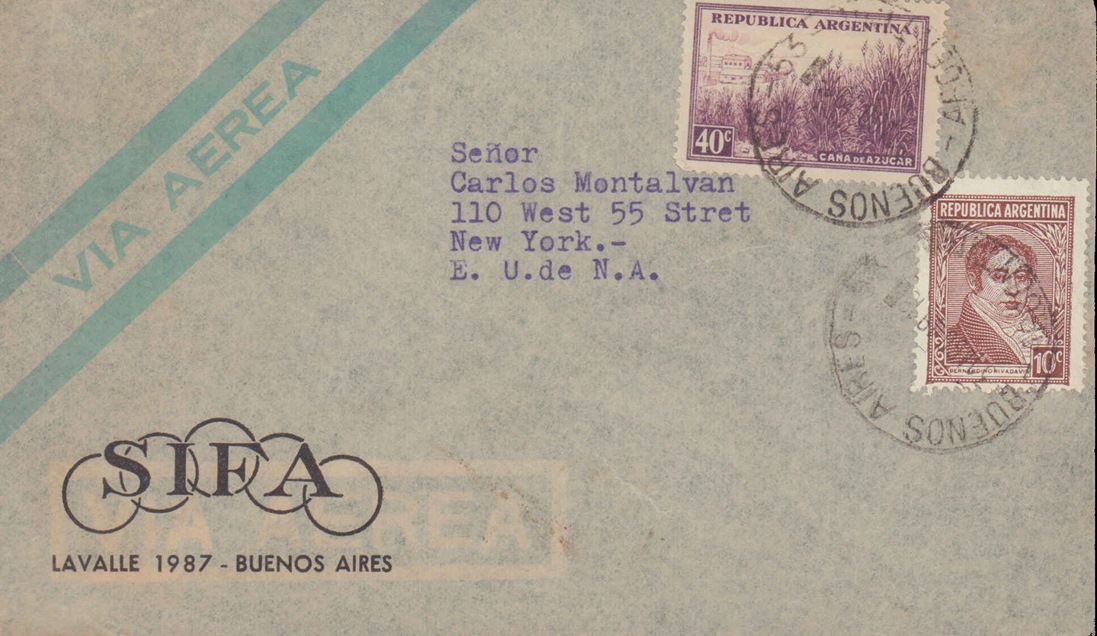 VIA AEREA
REPUBLICA ARGENTINA
40c
CAÑA DE AZUCAR
BUENOS AIRES
Señor
Carlos Montalvan
110 West 55 Stret
New York.-
E. U.de N.A.
REPUBLICA ARGENTINA
10c
BERNARDINO RIVADAVIA
BUENOS AIRES
SIFA
VIA AEREA
LAVALLE 1987 - BUENOS AIRES